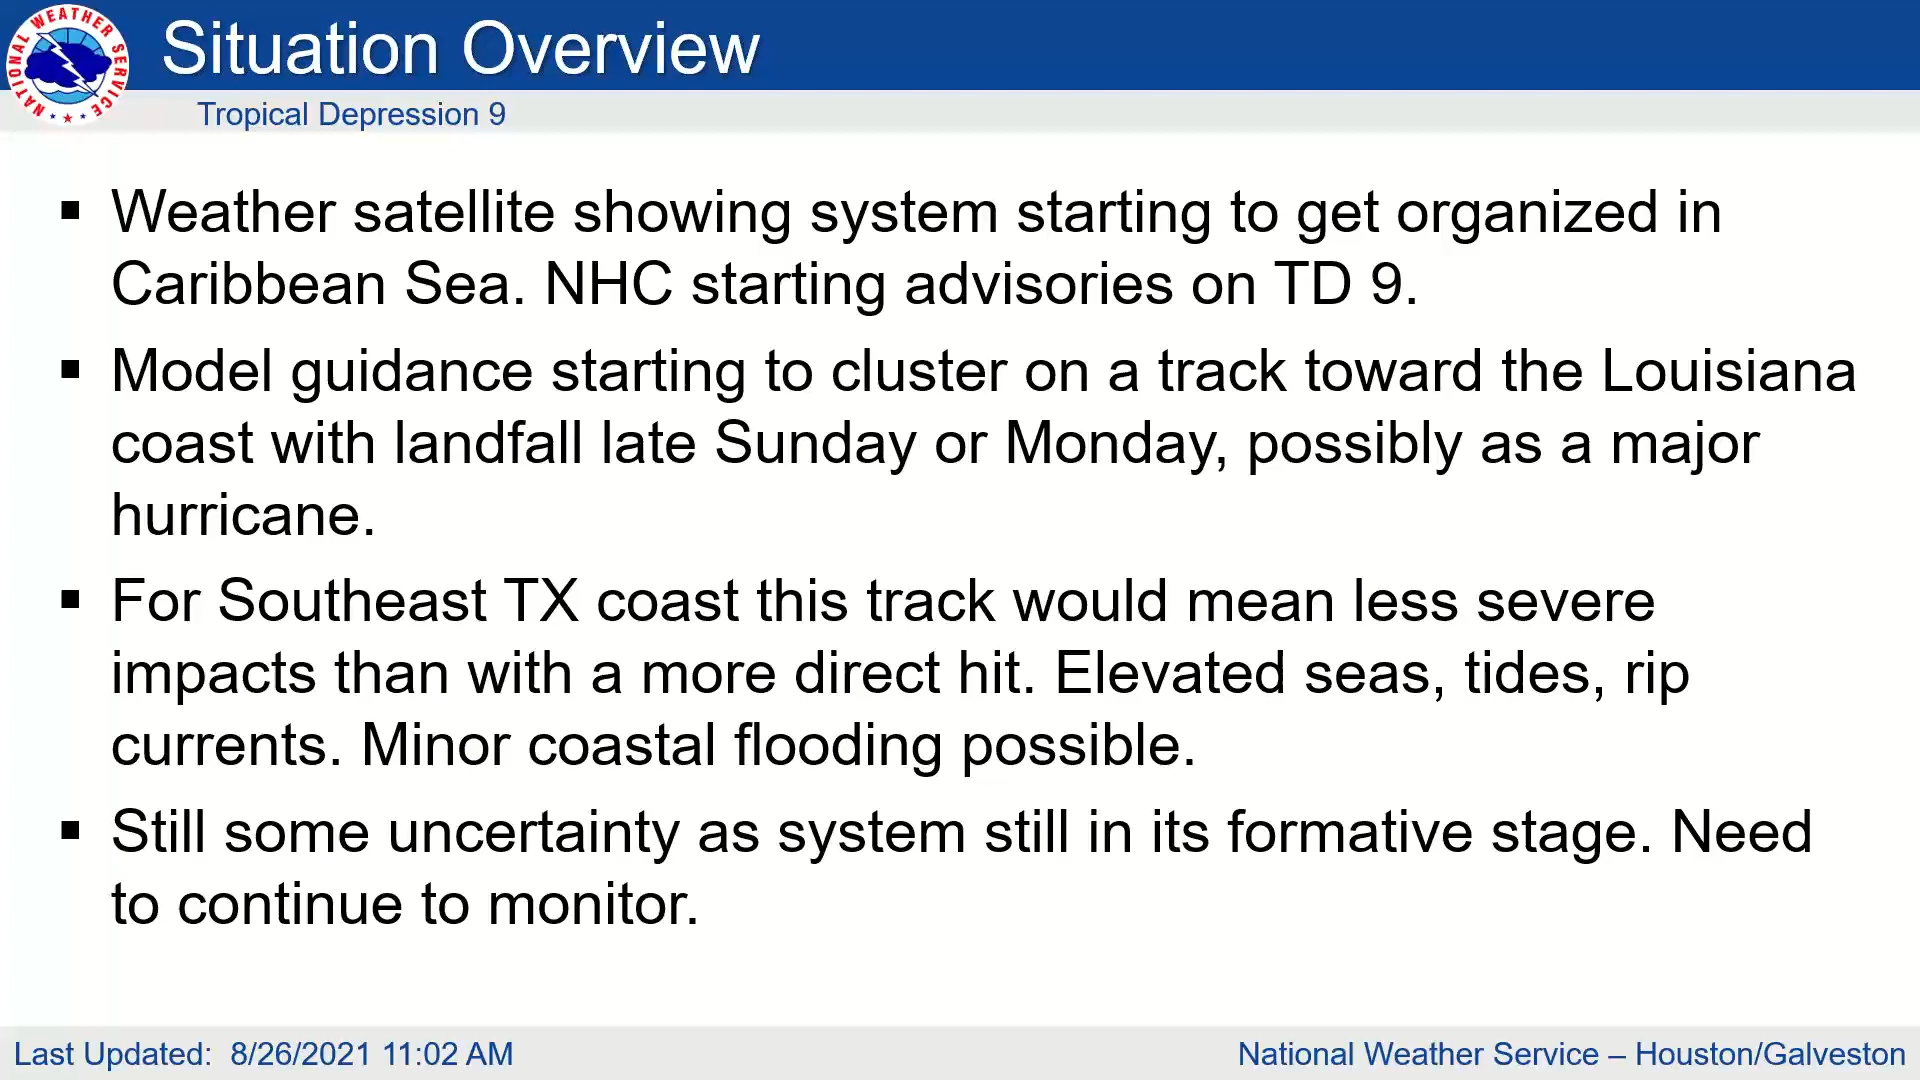 NATIONAL WEATHER SERVICE
Situation Overview
Tropical Depression 9
▪ Weather satellite showing system starting to get organized in
Caribbean Sea. NHC starting advisories on TD 9.
▪ Model guidance starting to cluster on a track toward the Louisiana
coast with landfall late Sunday or Monday, possibly as a major
hurricane.
▪ For Southeast TX coast this track would mean less severe
impacts than with a more direct hit. Elevated seas, tides, rip
currents. Minor coastal flooding possible.
▪ Still some uncertainty as system still in its formative stage. Need
to continue to monitor.
Last Updated: 8/26/2021 11:02 AM
National Weather Service – Houston/Galveston